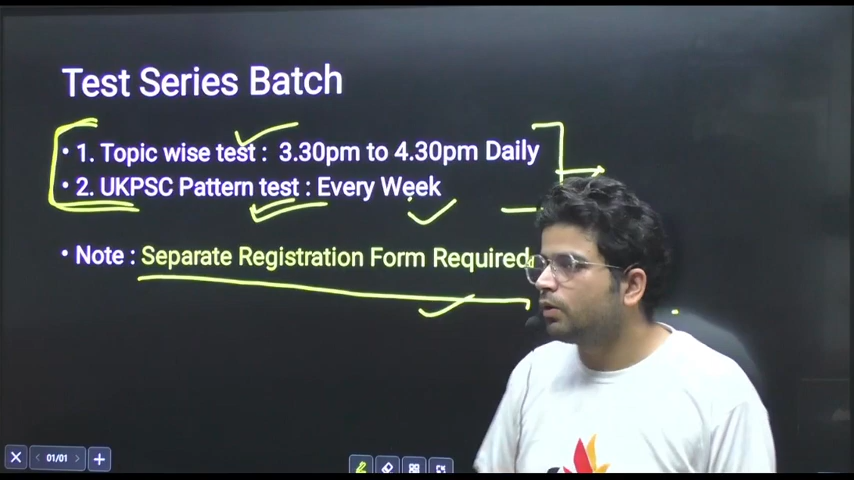 Test Series Batch
• 1. Topic wise test : 3.30pm to 4.30pm Daily
• 2. UKPSC Pattern test : Every Week
• Note : Separate Registration Form Required
01/01